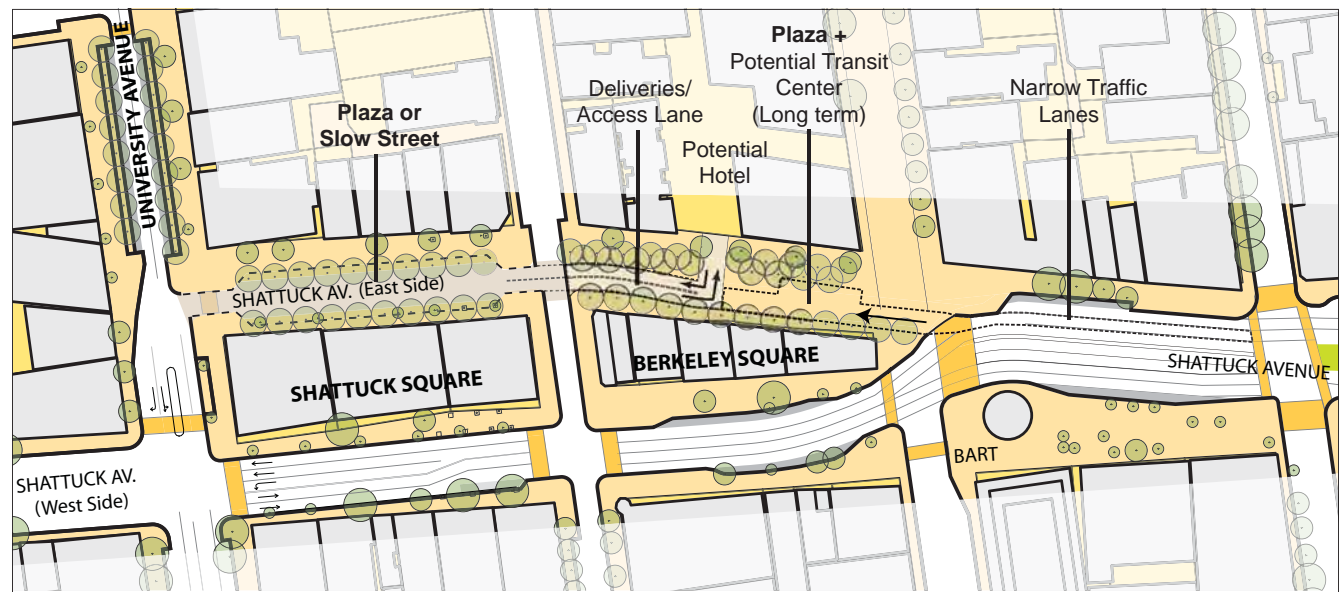 UNIVERSITY AVENUE
Plaza or
Slow Street
Deliveries/
Access Lane
Plaza +
Potential Transit
Center
(Long term)
Potential
Hotel
Narrow Traffic
Lanes
SHATTUCK AV. (East Side)
SHATTUCK SQUARE
BERKELEY SQUARE
SHATTUCK AVENUE
BART
SHATTUCK AV.
(West Side)